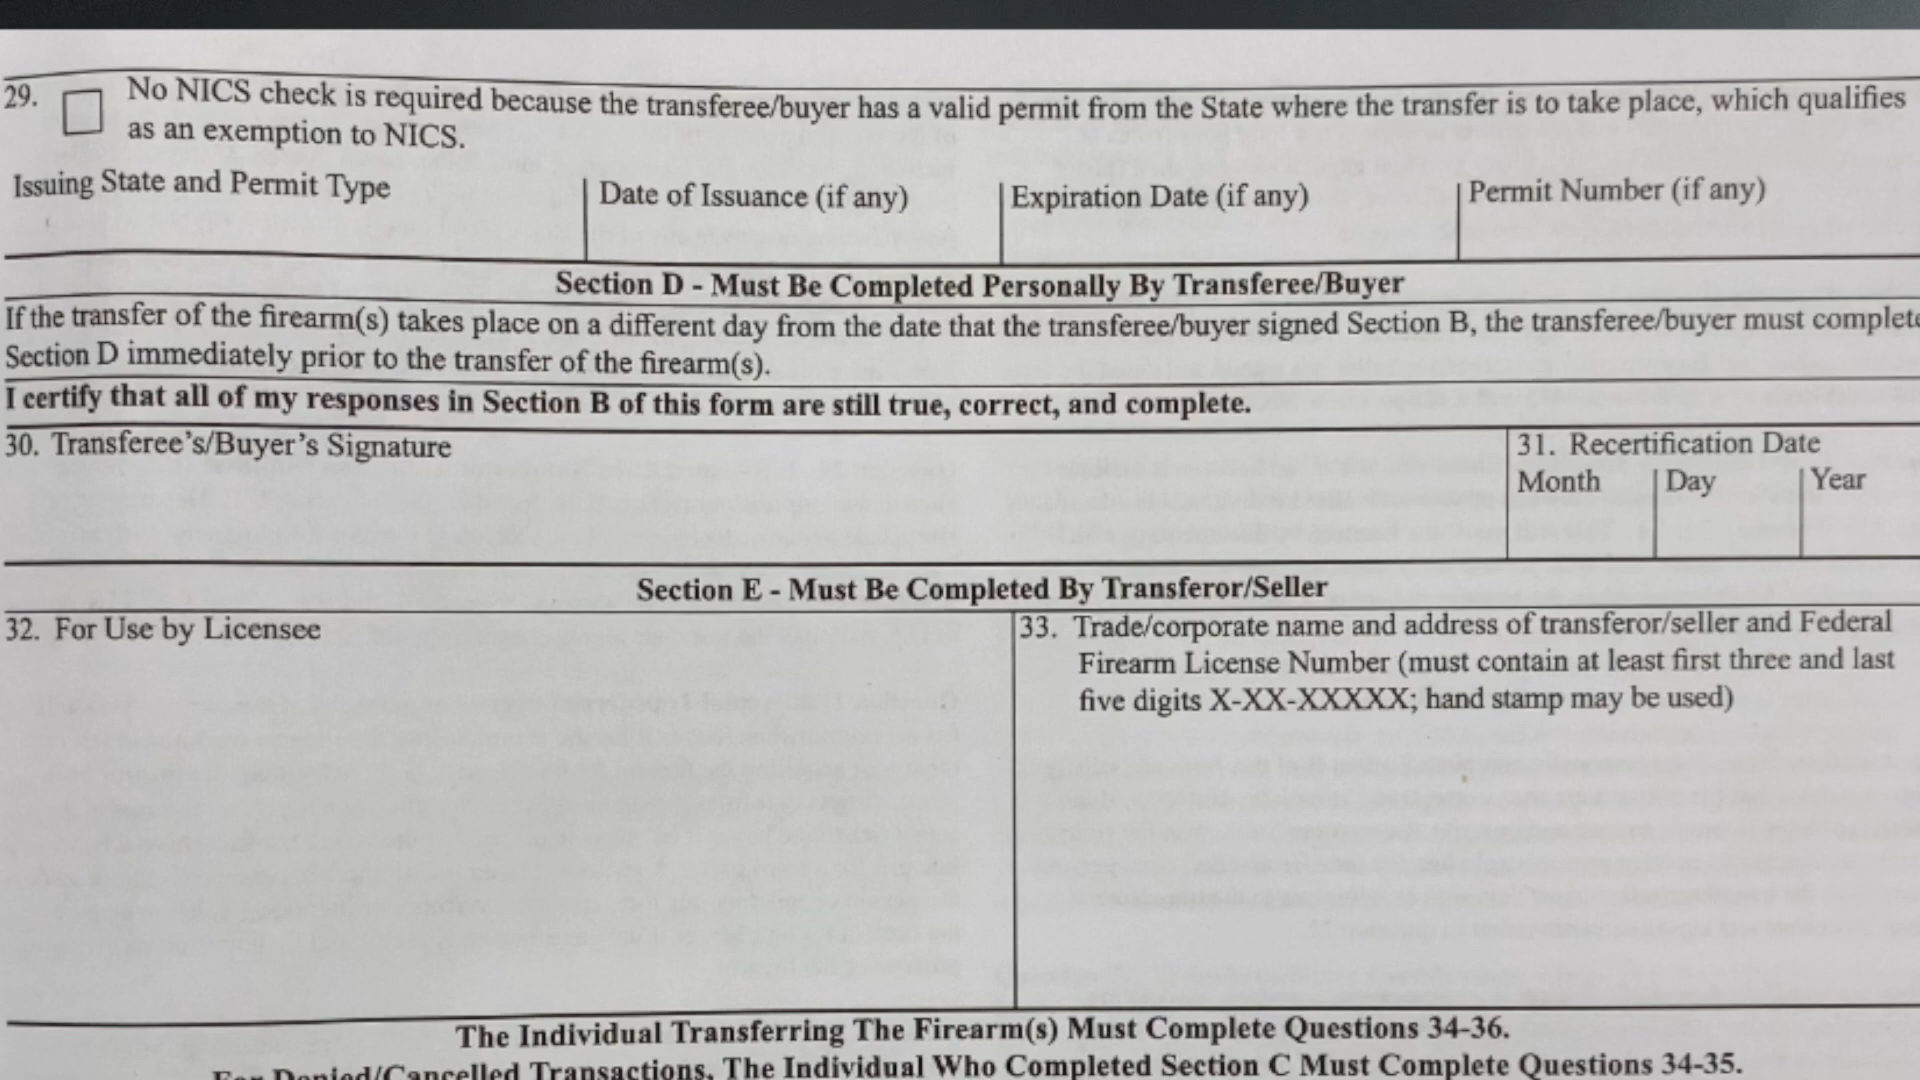 29. No NICS check is required because the transferee/buyer has a valid permit from the State where the transfer is to take place, which qualifies
as an exemption to NICS.
Issuing State and Permit Type Date of Issuance (if any) Expiration Date (if any) Permit Number (if any)
Section D - Must Be Completed Personally By Transferee/Buyer
If the transfer of the firearm(s) takes place on a different day from the date that the transferee/buyer signed Section B, the transferee/buyer must complete
Section D immediately prior to the transfer of the firearm(s).
I certify that all of my responses in Section B of this form are still true, correct, and complete.
30. Transferee's/Buyer's Signature
31. Recertification Date
Month Day Year
Section E - Must Be Completed By Transferor/Seller
32. For Use by Licensee
33. Trade/corporate name and address of transferor/seller and Federal
Firearm License Number (must contain at least first three and last
five digits X-XX-XXXXX; hand stamp may be used)
The Individual Transferring The Firearm(s) Must Complete Questions 34-36.
For Denied/Cancelled Transactions, The Individual Who Completed Section C Must Complete Questions 34-35.